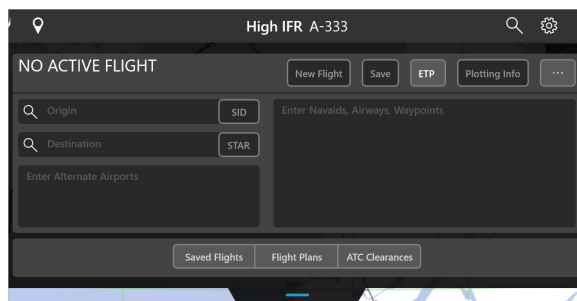 High IFR A-333
NO ACTIVE FLIGHT
New Flight
Save
ETP
Plotting Info
...
Origin
SID
Enter Navaids, Airways, Waypoints
Destination
STAR
Enter Alternate Airports
Saved Flights
Flight Plans
ATC Clearances